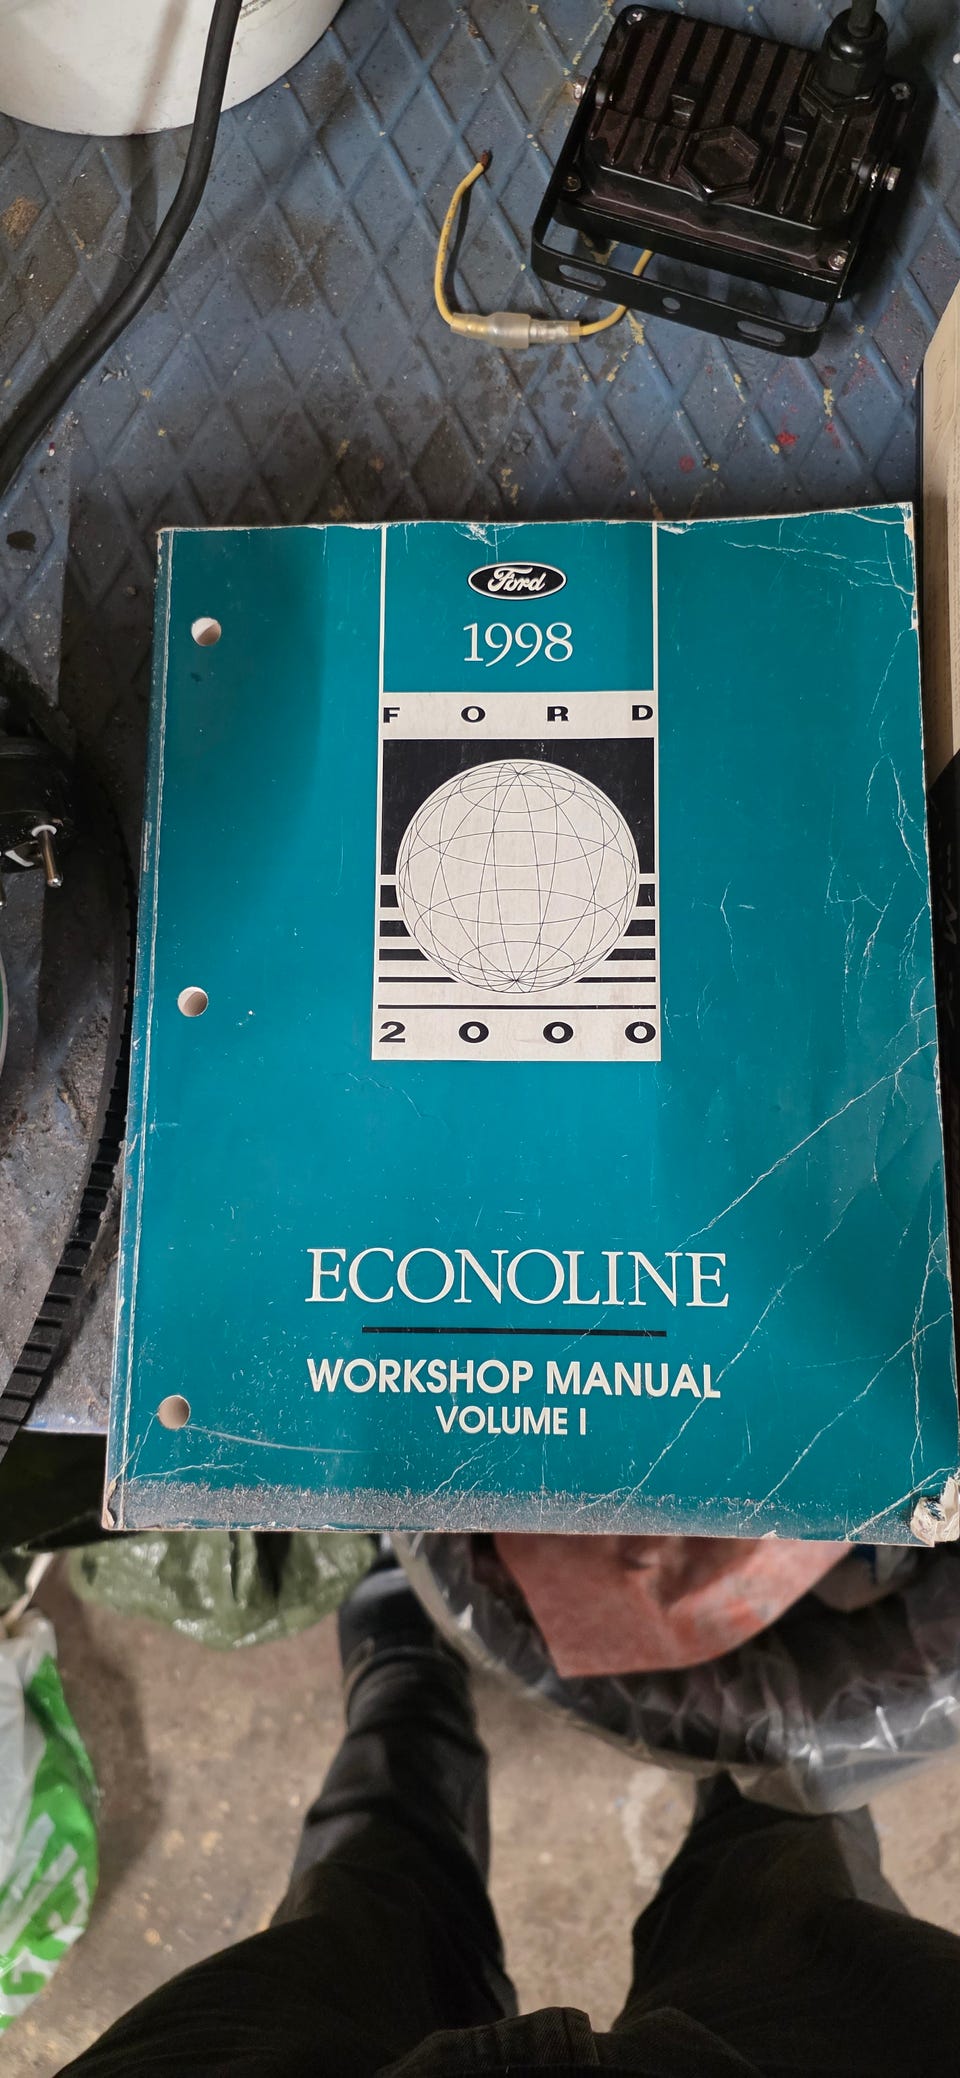 Ford
1998
FORD
2000
ECONOLINE
WORKSHOP MANUAL
VOLUME I